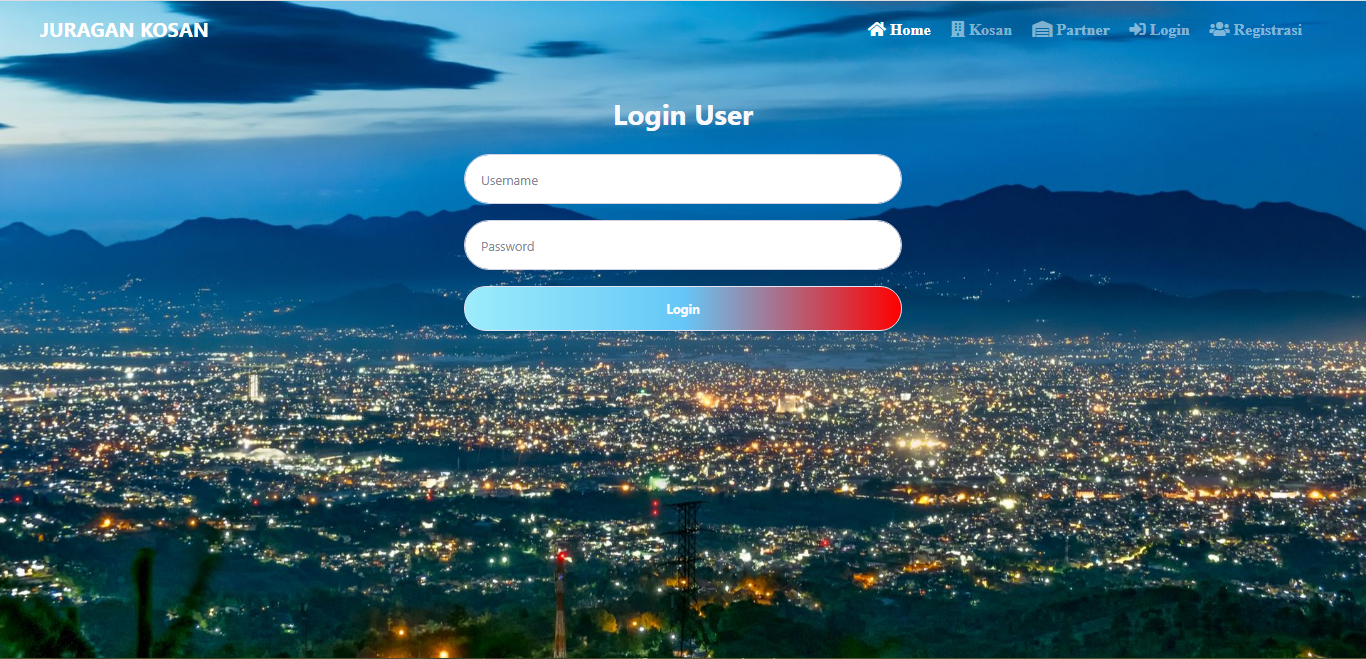 JURAGAN KOSAN
Home Kosan Partner Login Registrasi
Login User
Username
Password
Login